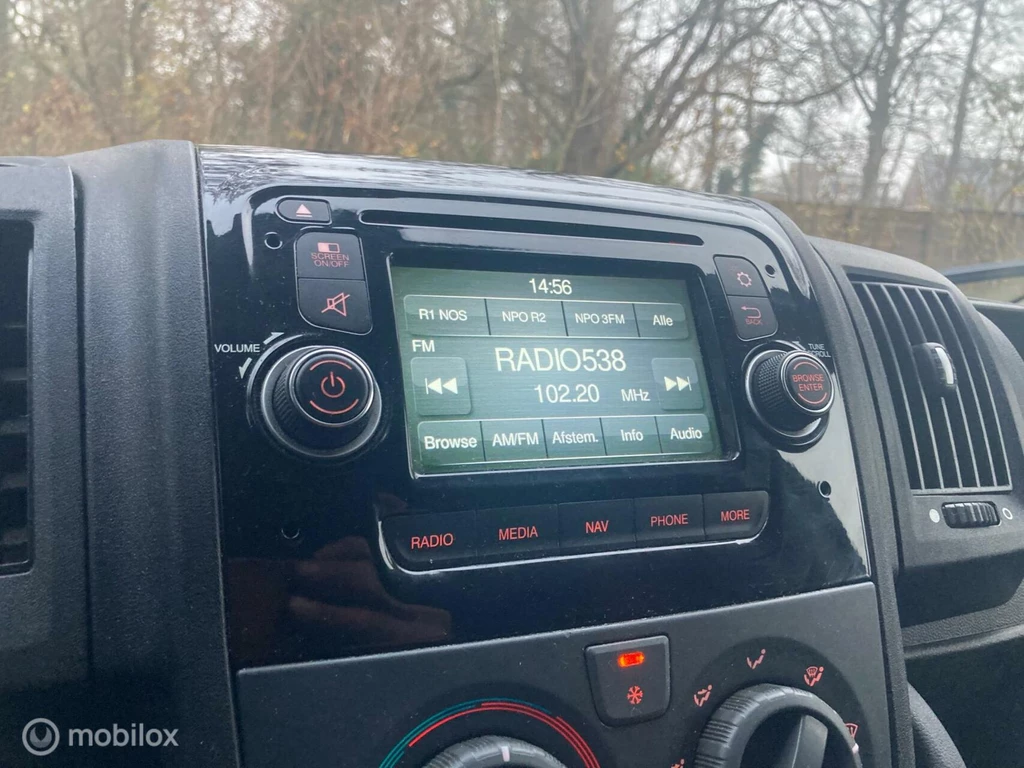 SCREEN
ON/OFF
14:56
BACK
R1 NOS NPO R2 NPO 3FM Alle
VOLUME
TUNE
SCROLL
FM
RADIO538
102.20 MHz
BROWSE
ENTER
Browse AM/FM Afstem. Info Audio
RADIO MEDIA NAV PHONE MORE
mobilox